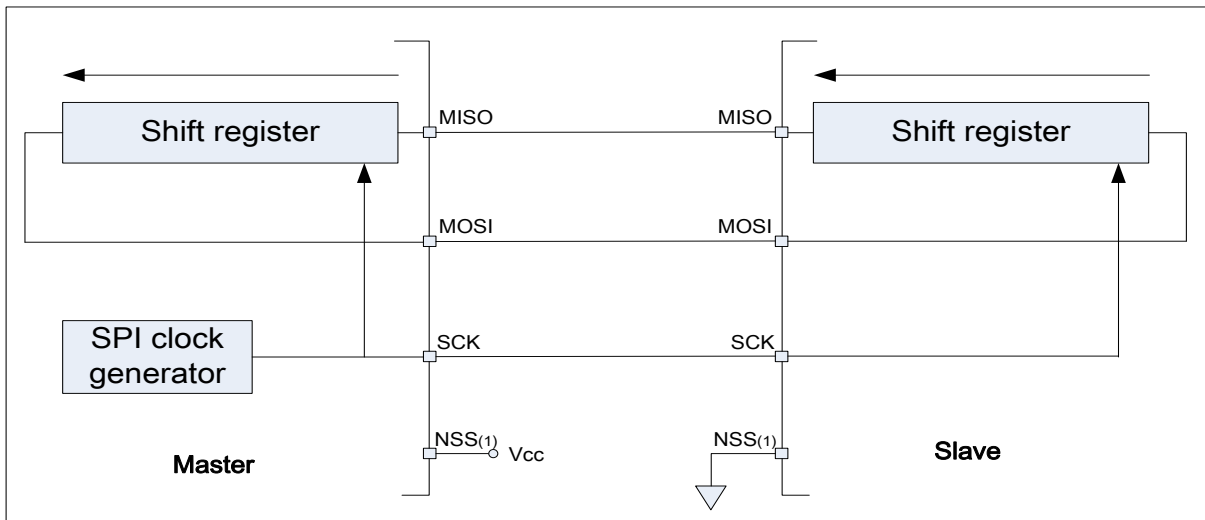 MISO
MISO
Shift register
Shift register
MOSI
MOSI
SPI clock
generator
SCK
SCK
NSS(1)
Vcc
NSS(1)
Master
Slave